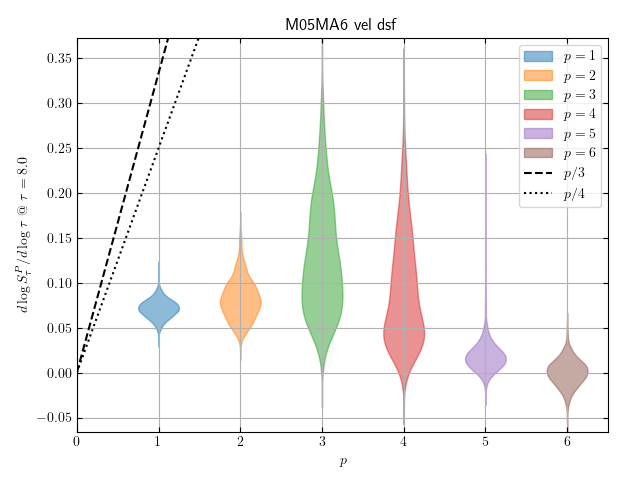 M05MA6 vel dsf
d log S_τ^p / d log τ @ τ = 8.0
0.35
0.30
0.25
0.20
0.15
0.10
0.05
0.00
−0.05
0 1 2 3 4 5 6
p
p = 1
p = 2
p = 3
p = 4
p = 5
p = 6
p/3
p/4